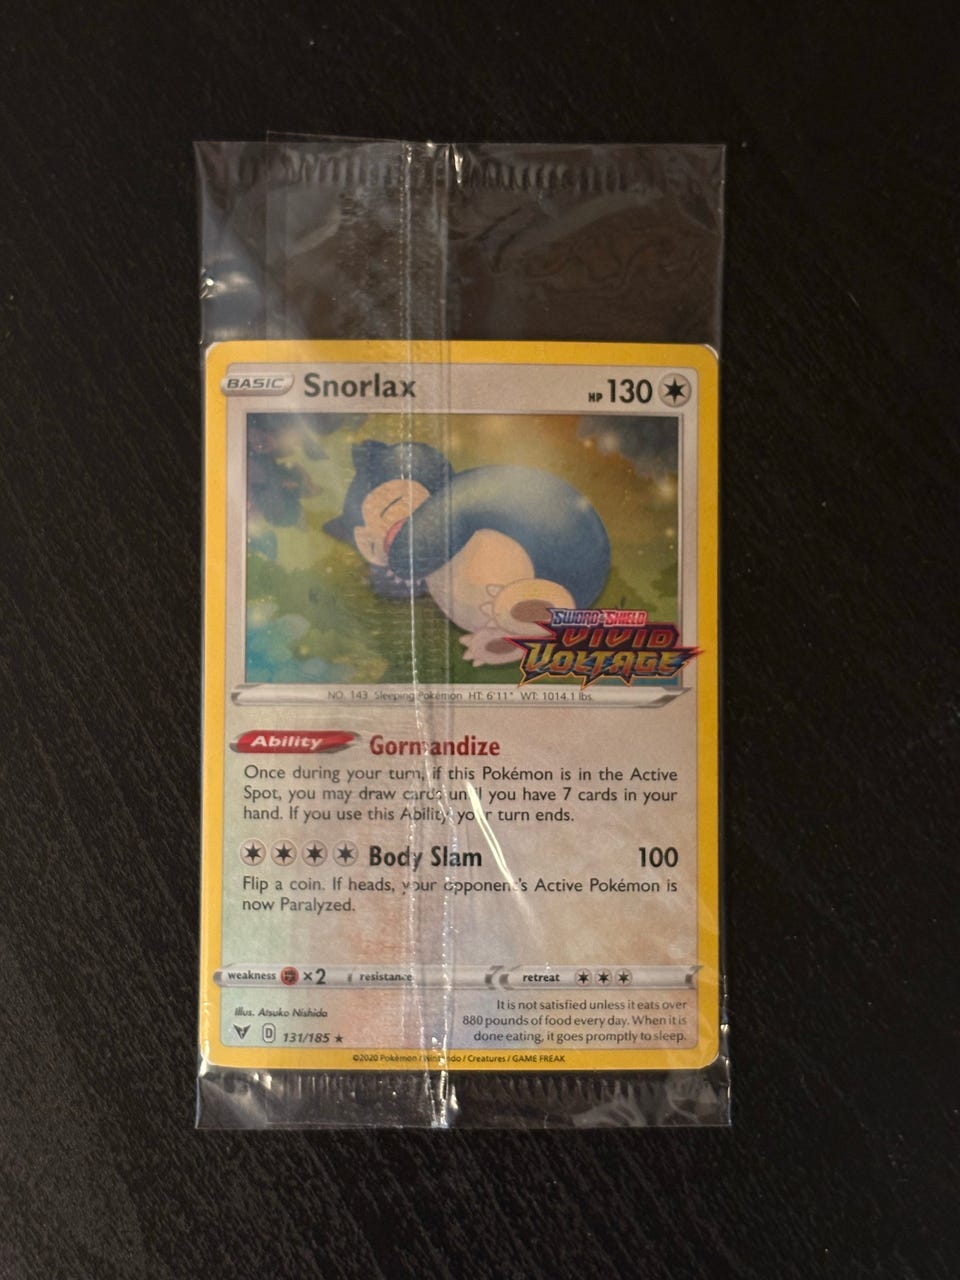 BASIC Snorlax HP 130
SWORD & SHIELD
VIVID
VOLTAGE
NO. 143 Sleeping Pokémon HT: 6'11" WT: 1014.1 lbs.
Ability Gormandize
Once during your turn, if this Pokémon is in the Active
Spot, you may draw cards until you have 7 cards in your
hand. If you use this Ability, your turn ends.
Body Slam 100
Flip a coin. If heads, your opponent's Active Pokémon is
now Paralyzed.
weakness ×2 resistance retreat
Illus. Atsuko Nishida
D 131/185 ★
It is not satisfied unless it eats over
880 pounds of food every day. When it is
done eating, it goes promptly to sleep.
©2020 Pokémon / Nintendo / Creatures / GAME FREAK